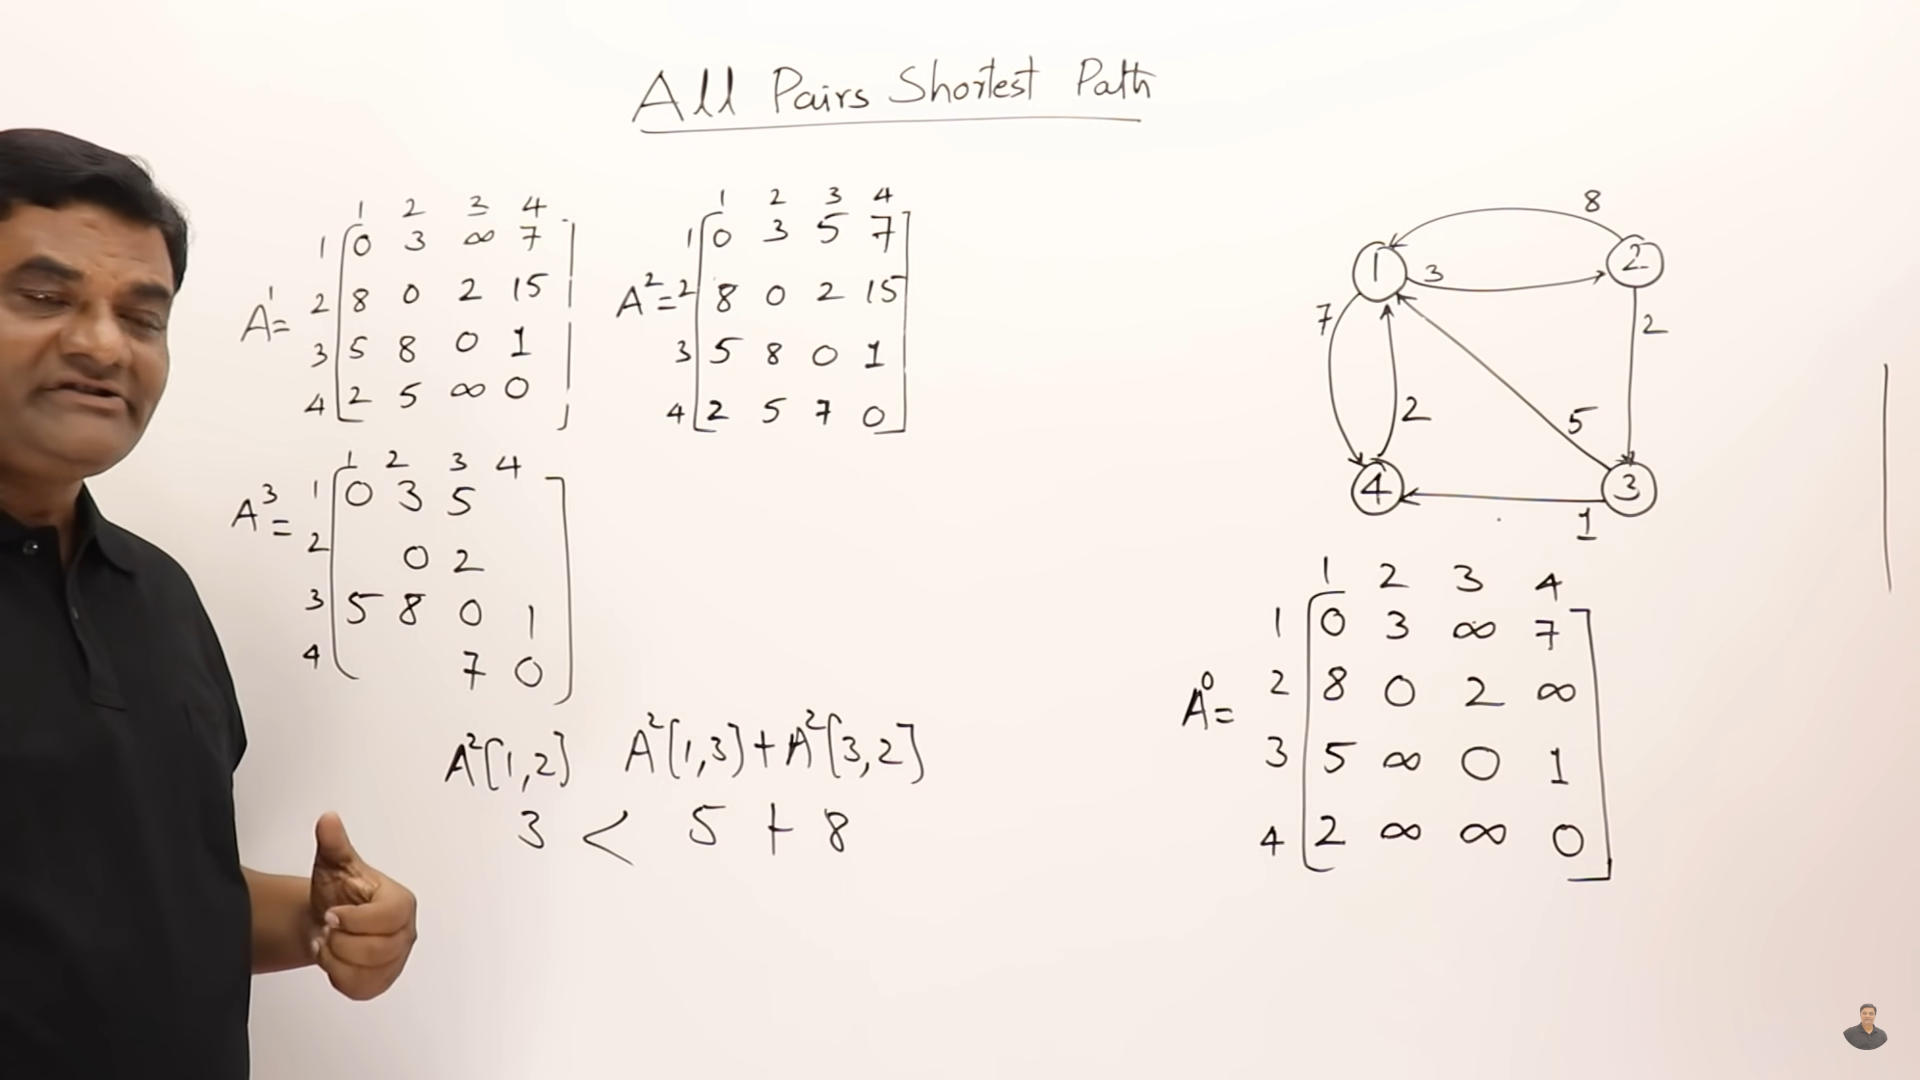 All Pairs Shortest Path
1 2 3 4
1 0 3 ∞ 7
A¹= 2 8 0 2 15
3 5 8 0 1
4 2 5 ∞ 0
1 2 3 4
1 0 3 5 7
A²= 2 8 0 2 15
3 5 8 0 1
4 2 5 7 0
1 2 3 4
A³= 1 0 3 5
2 0 2
3 5 8 0 1
4 7 0
A²[1,2] A²[1,3]+A²[3,2]
3 < 5 + 8
8
1 3 2
7 2
2 5
4 3
1
1 2 3 4
1 0 3 ∞ 7
A⁰= 2 8 0 2 ∞
3 5 ∞ 0 1
4 2 ∞ ∞ 0